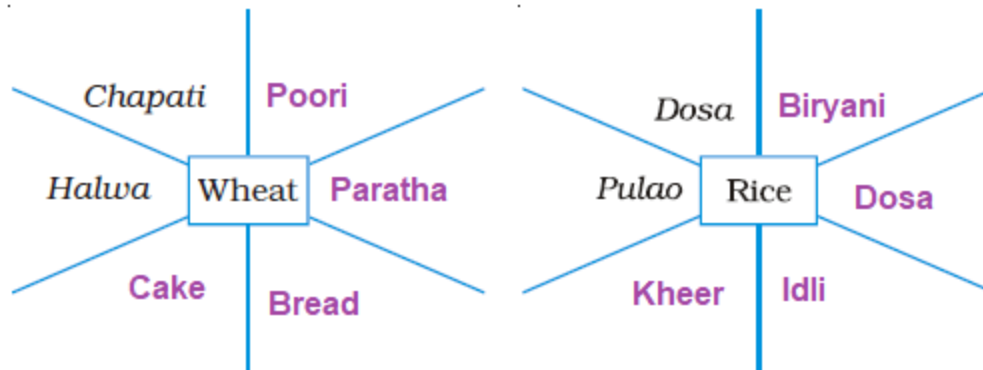 Chapati
Poori
Halwa
Wheat
Paratha
Cake
Bread
Dosa
Biryani
Pulao
Rice
Dosa
Kheer
Idli